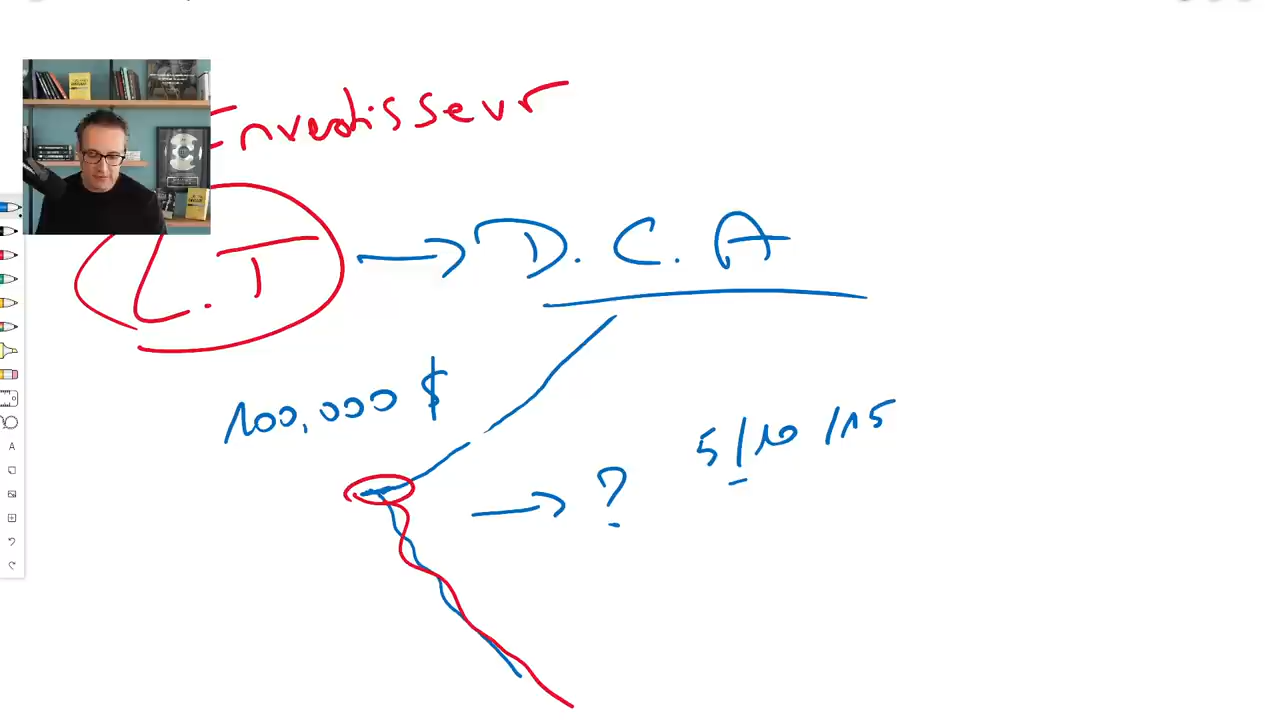 Investisseur
L.T → D.C.A
100,000 $
5/10/15
→ ?
A